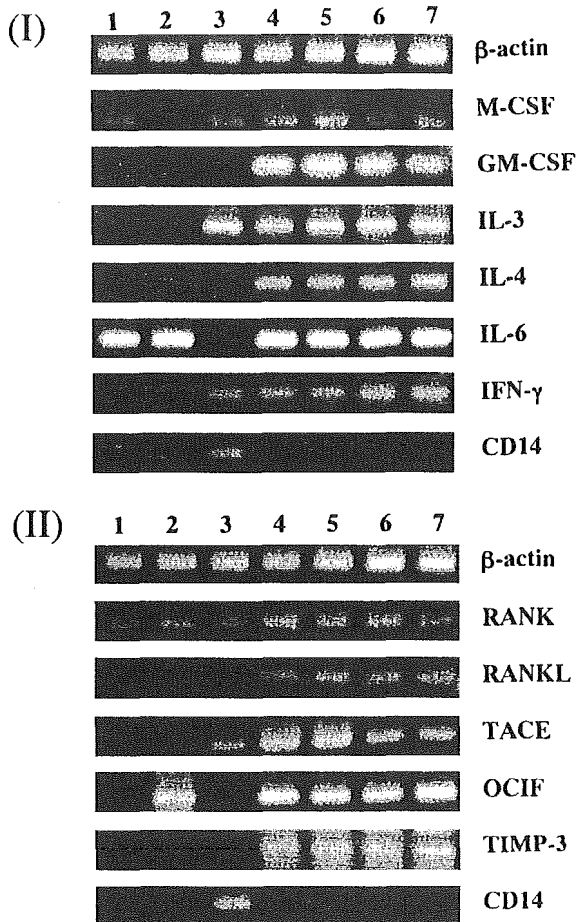 (I)
1 2 3 4 5 6 7
β-actin
M-CSF
GM-CSF
IL-3
IL-4
IL-6
IFN-γ
CD14
(II)
1 2 3 4 5 6 7
β-actin
RANK
RANKL
TACE
OCIF
TIMP-3
CD14